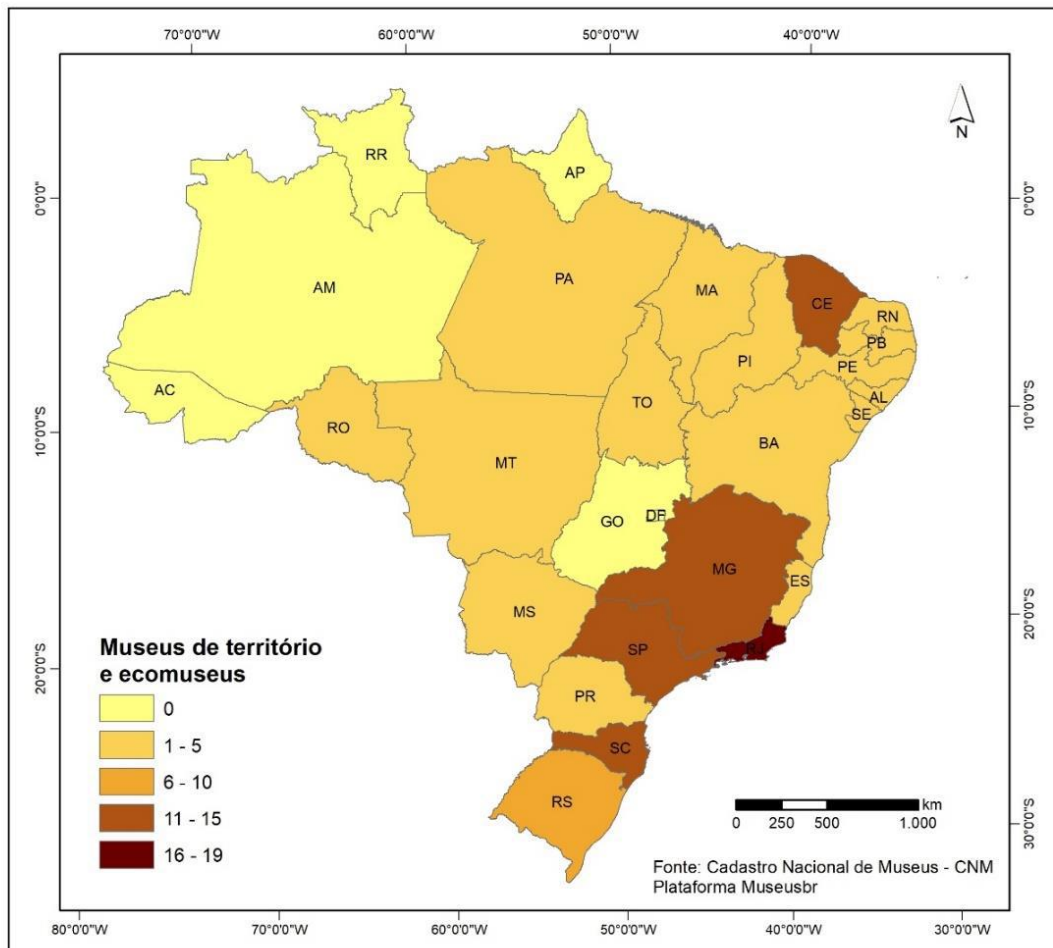 70°0'0"W 60°0'0"W 50°0'0"W 40°0'0"W
N
RR
AP
0°0'0" 0°0'0"
AM
PA
MA
CE
RN
PB
PI
PE
AC
TO
AL
SE
RO
10°0'0"S 10°0'0"S
BA
MT
GO
DF
MG
ES
MS
20°0'0"S 20°0'0"S
SP
RJ
PR
SC
RS
Museus de território
e ecomuseus
0
1 - 5
6 - 10
11 - 15
16 - 19
km
0 250 500 1.000
30°0'0"S
Fonte: Cadastro Nacional de Museus - CNM
Plataforma Museusbr
80°0'0"W 70°0'0"W 60°0'0"W 50°0'0"W 40°0'0"W 30°0'0"W